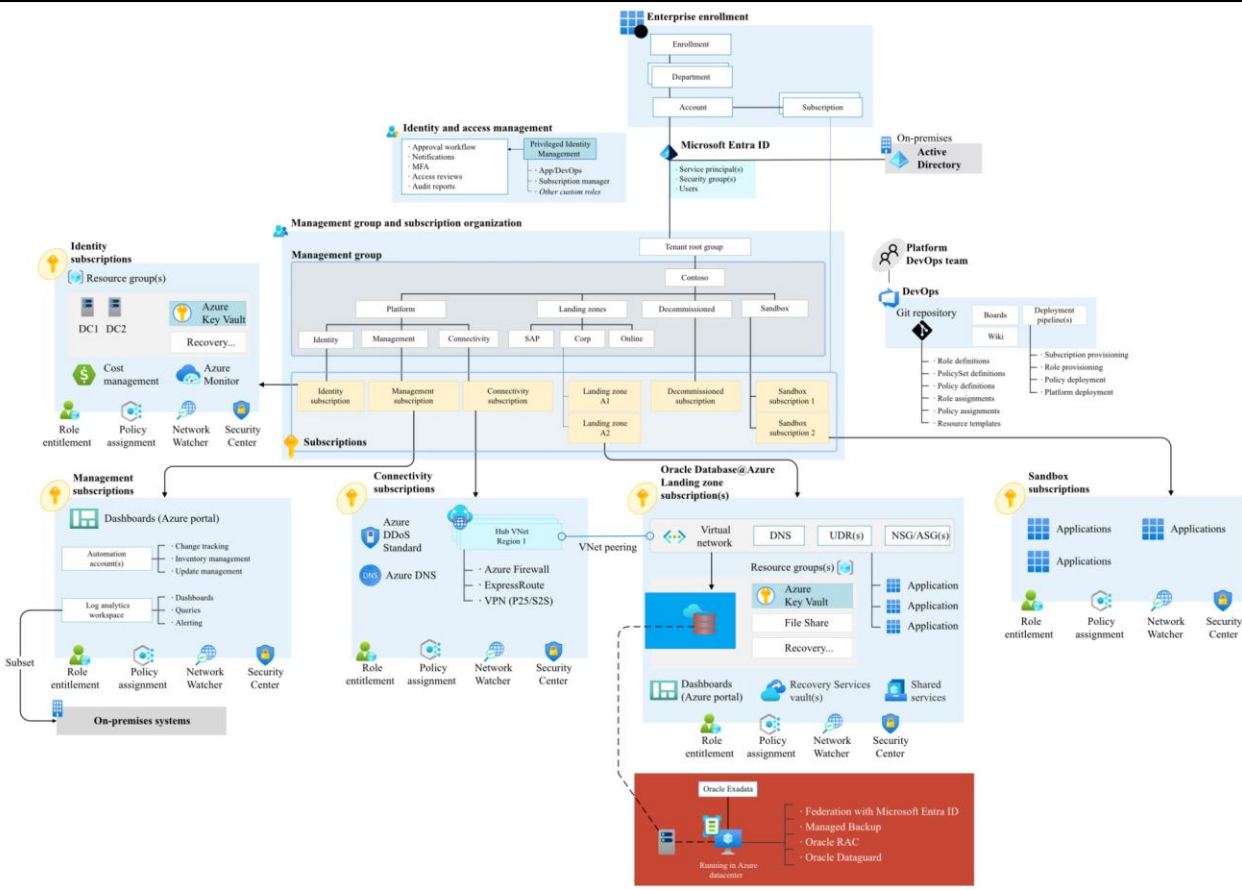 Enterprise enrollment
Enrollment
Department
Account
Subscription
Identity and access management
· Approval workflow
· Notifications
· MFA
· Access reviews
· Audit reports
Privileged Identity
Management
· App/DevOps
· Subscription manager
· Other custom roles
Microsoft Entra ID
· Service principal(s)
· Security group(s)
· Users
On-premises
Active
Directory
Management group and subscription organization
Management group
Tenant root group
Contoso
Platform
Landing zones
Decommissioned
Sandbox
Identity
Management
Connectivity
SAP
Corp
Online
Identity
subscription
Management
subscription
Connectivity
subscription
Landing zone
A1
Landing zone
A2
Decommissioned
subscription
Sandbox
subscription 1
Sandbox
subscription 2
Subscriptions
Identity
subscriptions
Resource group(s)
DC1
DC2
Azure
Key Vault
Recovery...
Cost
management
Azure
Monitor
Role
entitlement
Policy
assignment
Network
Watcher
Security
Center
Platform
DevOps team
DevOps
Git repository
Boards
Wiki
Deployment
pipeline(s)
· Role definitions
· PolicySet definitions
· Policy definitions
· Role assignments
· Policy assignments
· Resource templates
· Subscription provisioning
· Role provisioning
· Policy deployment
· Platform deployment
Management
subscriptions
Dashboards (Azure portal)
Automation
account(s)
· Change tracking
· Inventory management
· Update management
Log analytics
workspace
· Dashboards
· Queries
· Alerting
Subset
Role
entitlement
Policy
assignment
Network
Watcher
Security
Center
On-premises systems
Connectivity
subscriptions
Azure
DDoS
Standard
DNS
Azure DNS
Hub VNet
Region 1
· Azure Firewall
· ExpressRoute
· VPN (P25/S2S)
Role
entitlement
Policy
assignment
Network
Watcher
Security
Center
VNet peering
Oracle Database@Azure
Landing zone
subscription(s)
Virtual
network
DNS
UDR(s)
NSG/ASG(s)
Resource groups(s)
Azure
Key Vault
File Share
Recovery...
Application
Application
Application
Dashboards
(Azure portal)
Recovery Services
vault(s)
Shared
services
Role
entitlement
Policy
assignment
Network
Watcher
Security
Center
Sandbox
subscriptions
Applications
Applications
Applications
Role
entitlement
Policy
assignment
Network
Watcher
Security
Center
Oracle Exadata
Running in Azure
datacenter
· Federation with Microsoft Entra ID
· Managed Backup
· Oracle RAC
· Oracle Dataguard